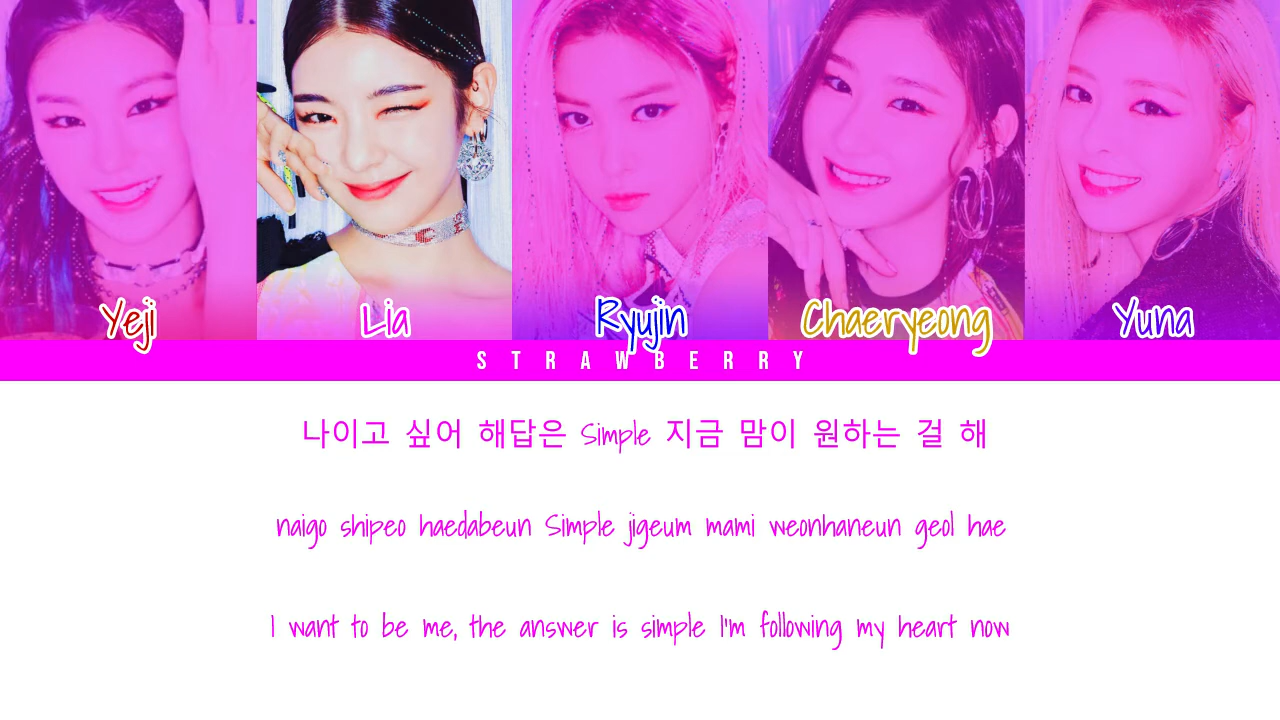 Yeji
Lia
Ryujin
Chaeryeong
Yuna
STRAWBERRY
나이고 싶어 해답은 Simple 지금 맘이 원하는 걸 해
naigo shipeo haedabeun Simple jigeum mami weonhaneun geol hae
I want to be me, the answer is simple I'm following my heart now